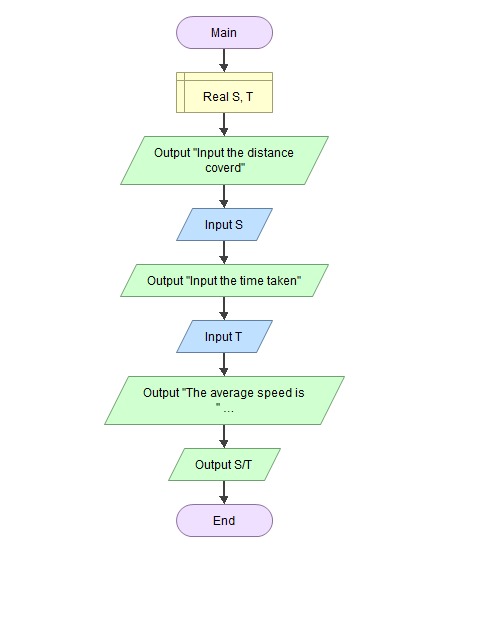 Main
Real S, T
Output "Input the distance
coverd"
Input S
Output "Input the time taken"
Input T
Output "The average speed is
" ...
Output S/T
End